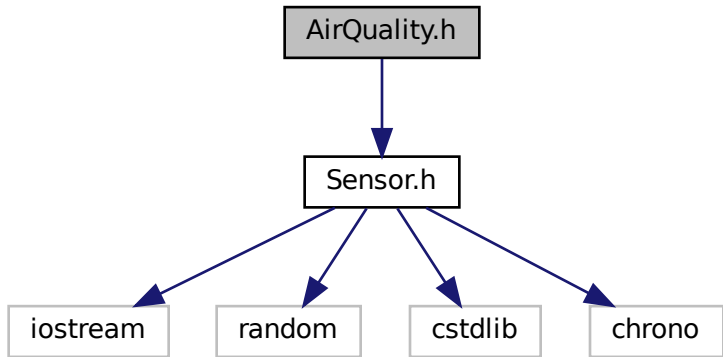 AirQuality.h
Sensor.h
iostream
random
cstdlib
chrono